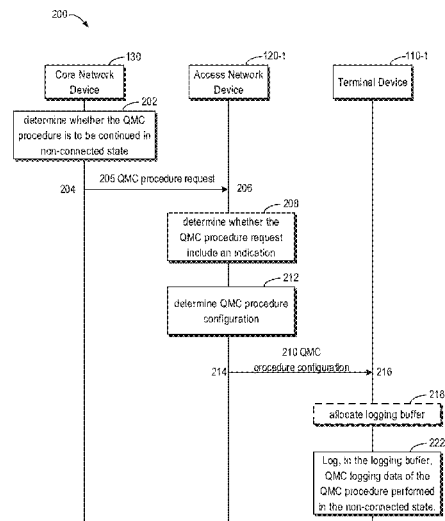 200
130
120-1
110-1
Core Network
Device
Access Network
Device
Terminal Device
202
determine whether the QMC
procedure is to be continued in
non-connected state
204
205 QMC procedure request
206
208
determine whether the
QMC procedure request
include an indication
212
determine QMC procedure
configuration
214
210 QMC
procedure configuration
216
218
allocate logging buffer
222
Log, in the logging buffer,
QMC logging data of the
QMC procedure performed
in the non-connected state.